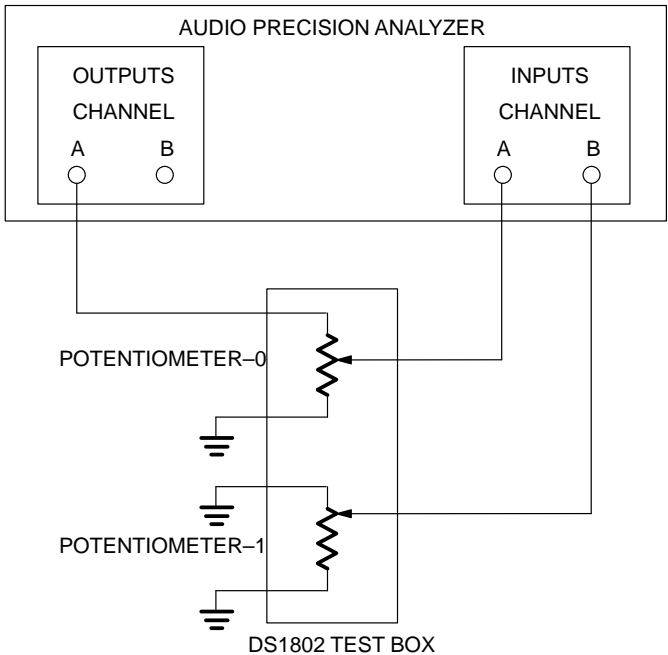 AUDIO PRECISION ANALYZER
OUTPUTS
CHANNEL
A B
INPUTS
CHANNEL
A B
POTENTIOMETER–0
POTENTIOMETER–1
DS1802 TEST BOX